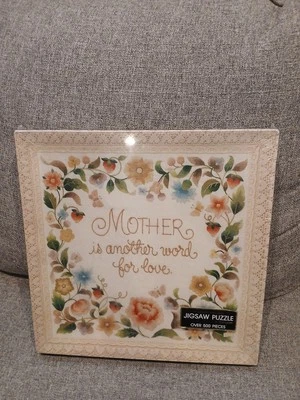 MOTHER
is another word
for love.
JIGSAW PUZZLE
OVER 500 PIECES